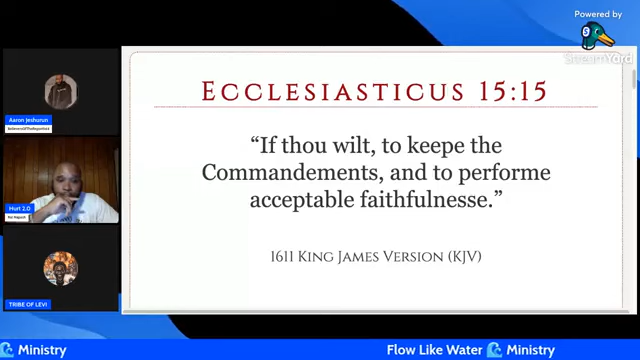 Powered by
StreamYard
ECCLESIASTICUS 15:15
“If thou wilt, to keepe the
Commandements, and to performe
acceptable faithfulnesse.”
1611 KING JAMES VERSION (KJV)
Aaron Jeshurun
Hurt 2.0
TRIBE OF LEVI
Ministry
Flow Like Water
Ministry